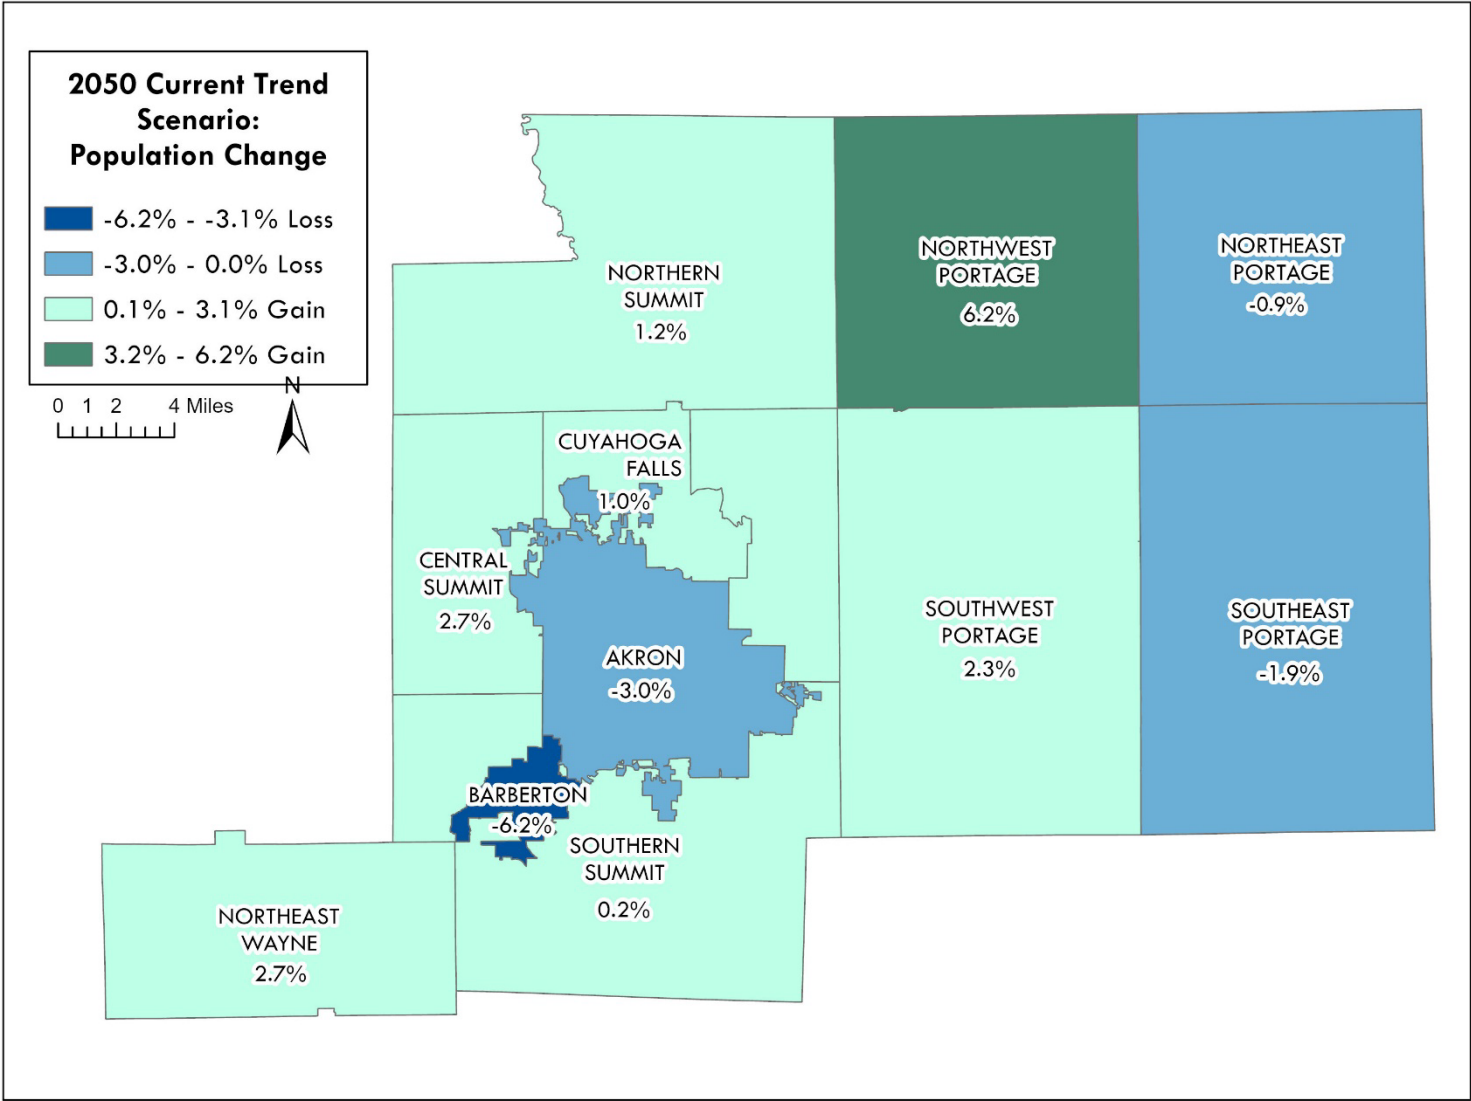 2050 Current Trend
Scenario:
Population Change
-6.2% - -3.1% Loss
-3.0% - 0.0% Loss
0.1% - 3.1% Gain
3.2% - 6.2% Gain
N
0 1 2 4 Miles
NORTHERN
SUMMIT
1.2%
NORTHWEST
PORTAGE
6.2%
NORTHEAST
PORTAGE
-0.9%
CUYAHOGA
FALLS
1.0%
CENTRAL
SUMMIT
2.7%
AKRON
-3.0%
SOUTHWEST
PORTAGE
2.3%
SOUTHEAST
PORTAGE
-1.9%
BARBERTON
-6.2%
SOUTHERN
SUMMIT
0.2%
NORTHEAST
WAYNE
2.7%